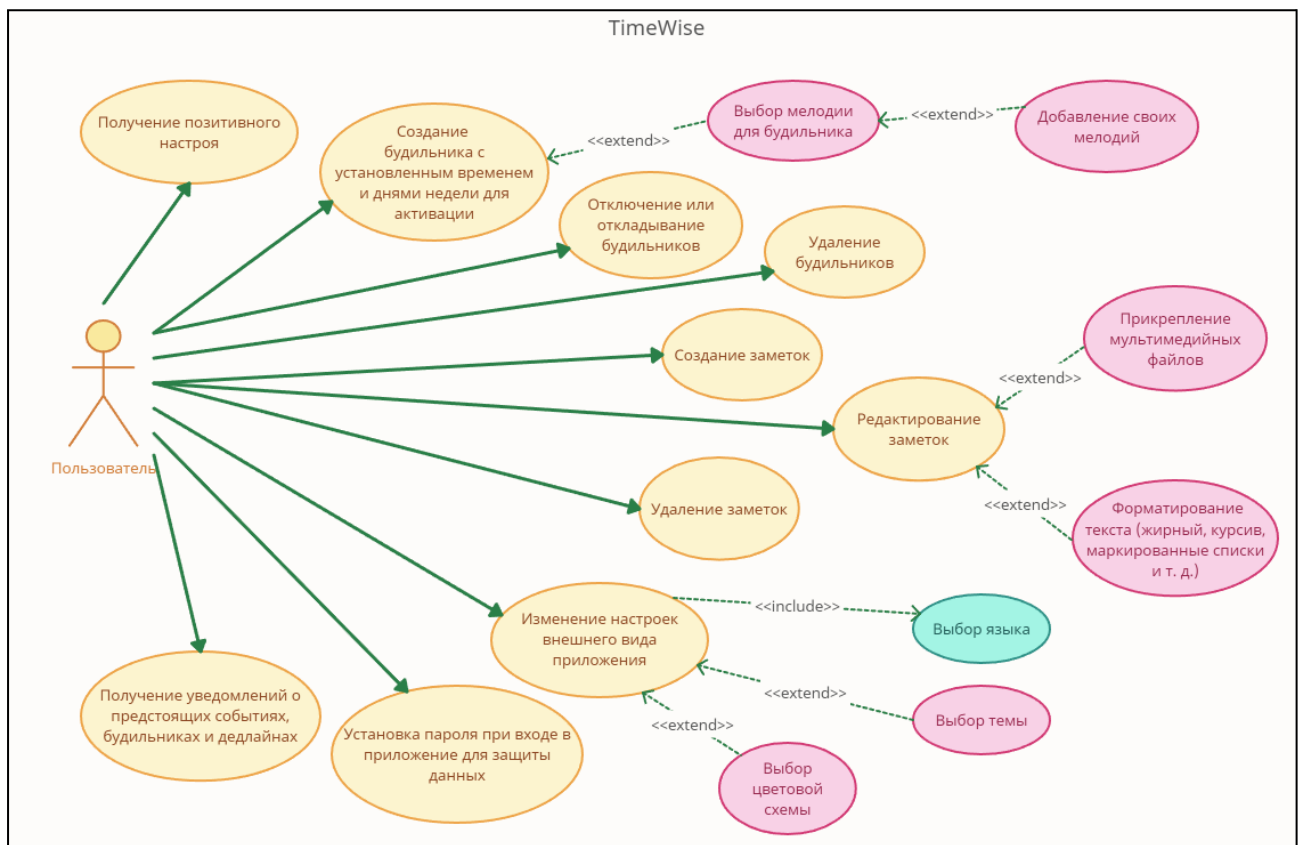 TimeWise
Получение позитивного
настроя
Создание
будильника с
установленным временем
и днями недели для
активации
<<extend>>
Выбор мелодии
для будильника
<<extend>>
Добавление своих
мелодий
Отключение или
откладывание
будильников
Удаление
будильников
Создание заметок
Прикрепление
мультимедийных
файлов
<<extend>>
Редактирование
заметок
Пользователь
<<extend>>
Форматирование
текста (жирный, курсив,
маркированные списки
и т. д.)
Удаление заметок
Изменение настроек
внешнего вида
приложения
<<include>>
Выбор языка
<<extend>>
Выбор темы
<<extend>>
Выбор
цветовой
схемы
Получение уведомлений о
предстоящих событиях,
будильниках и дедлайнах
Установка пароля при входе в
приложение для защиты
данных